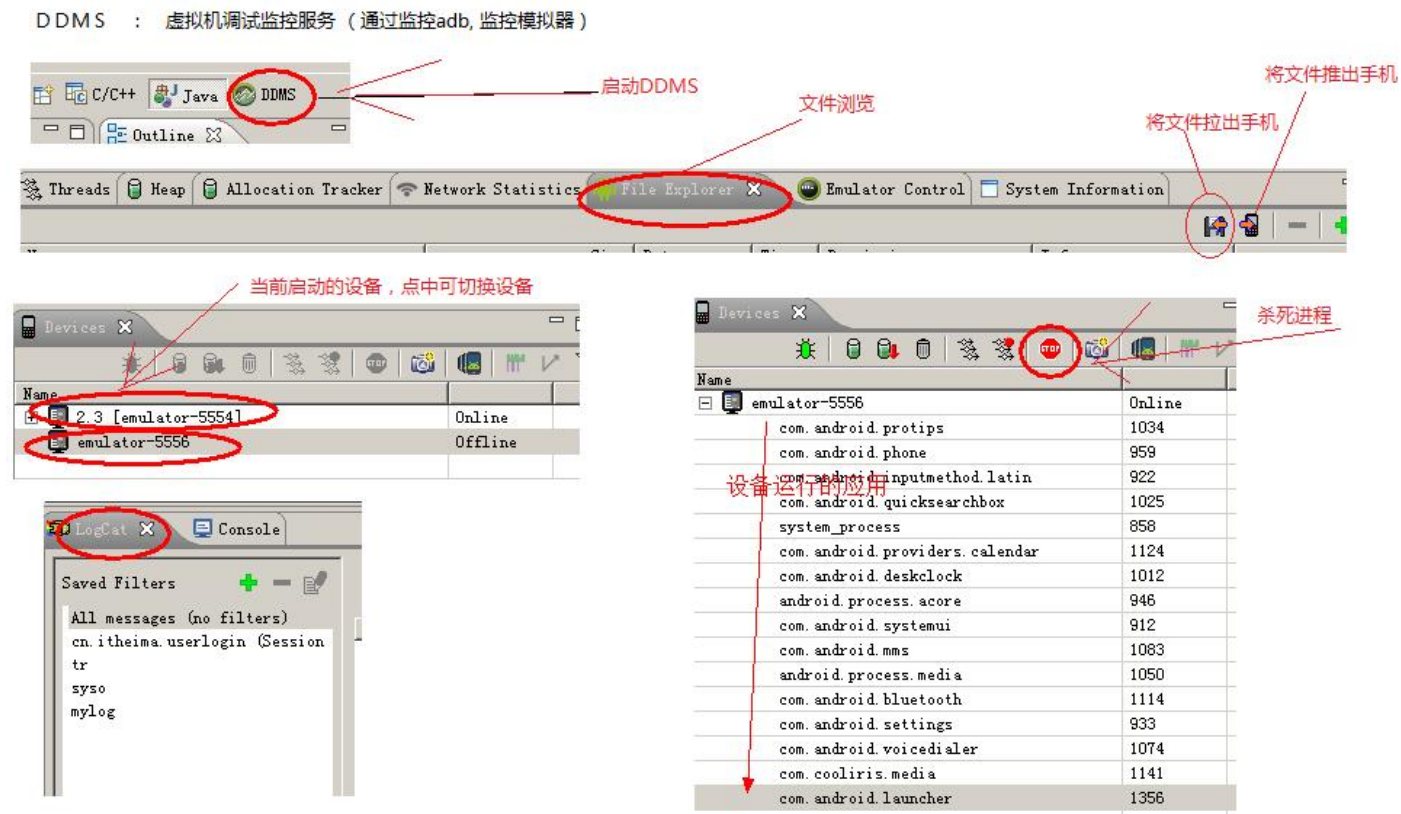 DDMS : 虚拟机调试监控服务 (通过监控adb, 监控模拟器)
C/C++ Java DDMS
启动DDMS
将文件推出手机
文件浏览
将文件拉出手机
Outline
Threads Heap Allocation Tracker Network Statistics File Explorer Emulator Control System Information
当前启动的设备，点中可切换设备
Devices
Name
2.3 [emulator-5554] Online
emulator-5556 Offline
LogCat Console
Saved Filters
All messages (no filters)
cn.itheima.userlogin (Session
tr
syso
mylog
Devices
杀死进程
STOP
Name
emulator-5556 Online
com.android.protips 1034
com.android.phone 959
com.android.inputmethod.latin 922
设备运行的应用
com.android.quicksearchbox 1025
system_process 858
com.android.providers.calendar 1124
com.android.deskclock 1012
android.process.acore 946
com.android.systemui 912
com.android.mms 1083
android.process.media 1050
com.android.bluetooth 1114
com.android.settings 933
com.android.voicedialer 1074
com.cooliris.media 1141
com.android.launcher 1356